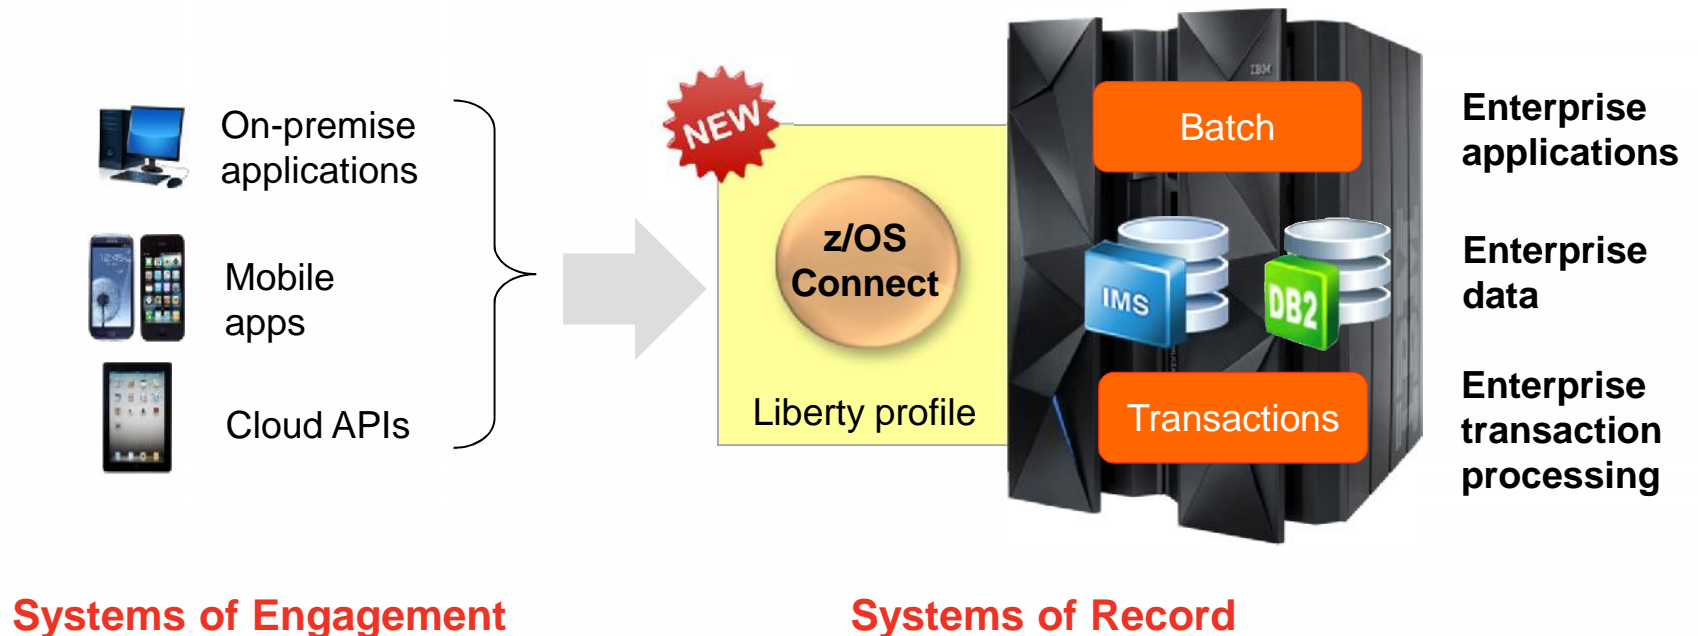 On-premise
applications
Mobile
apps
Cloud APIs
NEW
z/OS
Connect
Liberty profile
IBM
Batch
IMS
DB2
Transactions
Enterprise
applications
Enterprise
data
Enterprise
transaction
processing
Systems of Engagement
Systems of Record